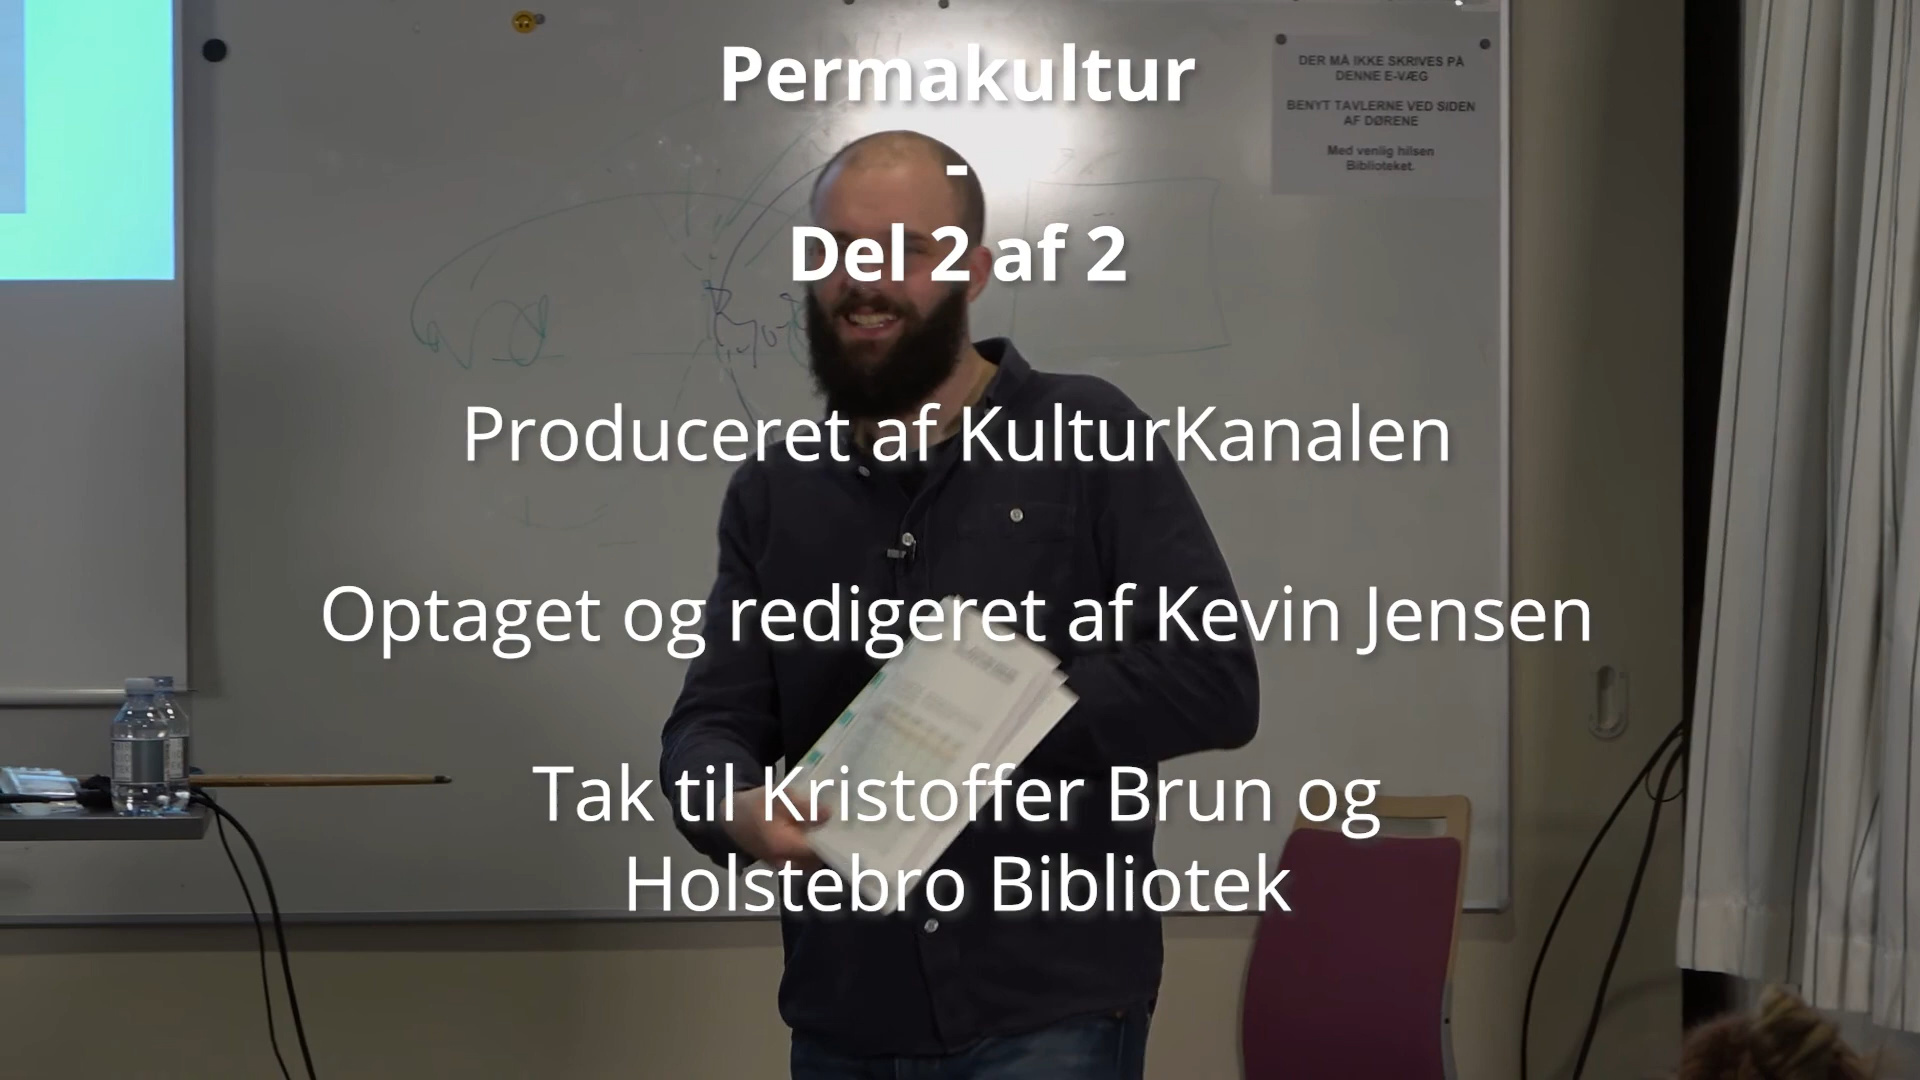 Permakultur
-
Del 2 af 2
Produceret af KulturKanalen
Optaget og redigeret af Kevin Jensen
Tak til Kristoffer Brun og
Holstebro Bibliotek
DER MÅ IKKE SKRIVES PÅ
DENNE E-VÆG
BENYT TAVLERNE VED SIDEN
AF DØRENE
Med venlig hilsen
Biblioteket.